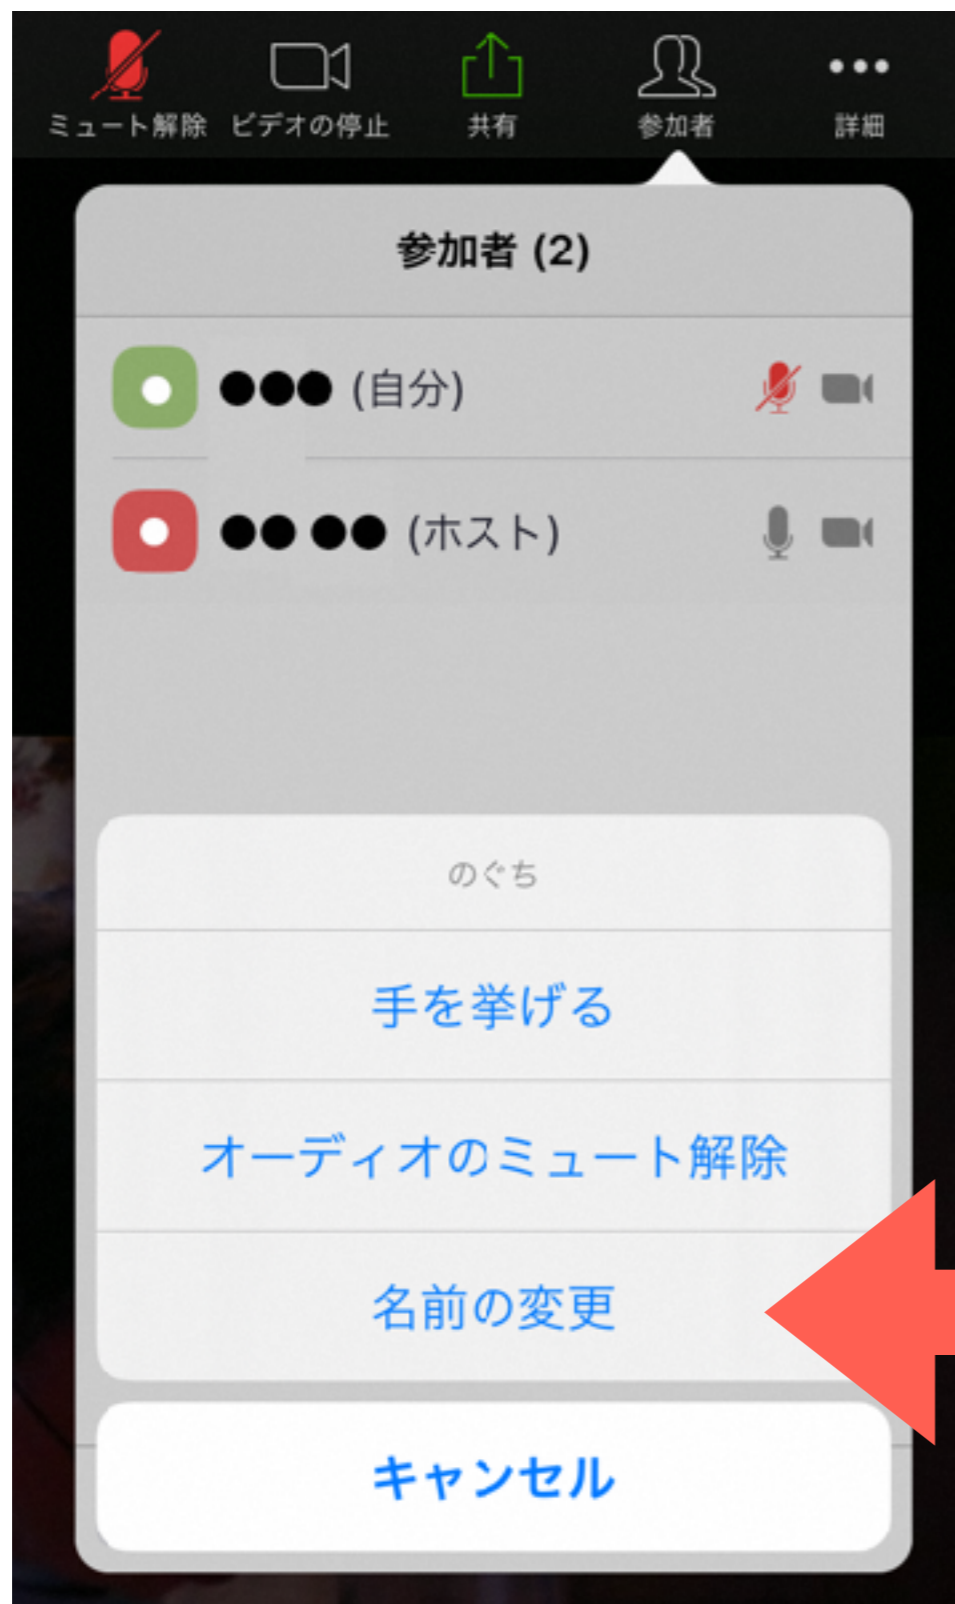 ミュート解除 ビデオの停止 共有 参加者 詳細
参加者 (2)
●●● (自分)
●● ●● (ホスト)
のぐち
手を挙げる
オーディオのミュート解除
名前の変更
キャンセル